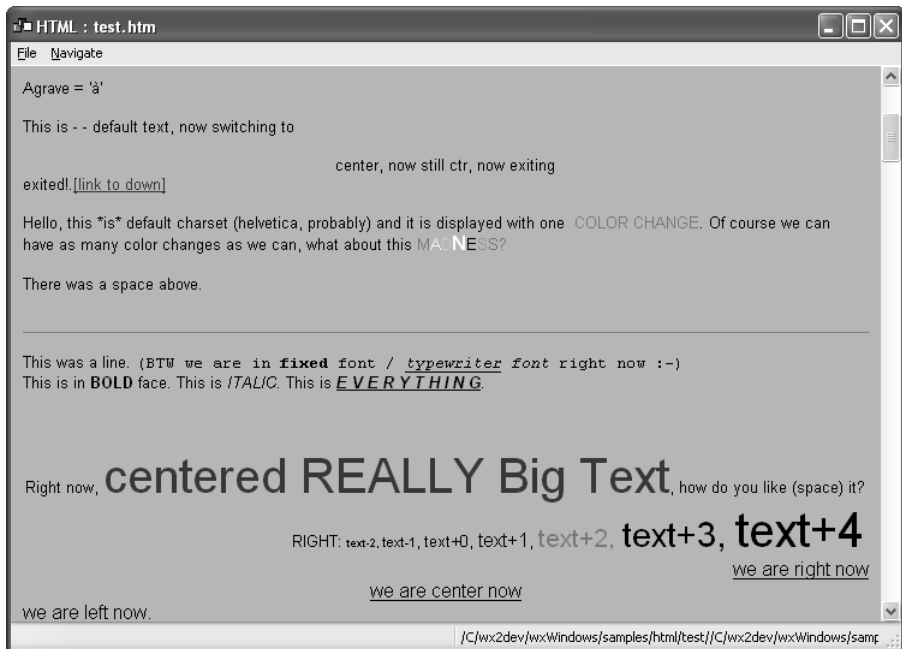 HTML : test.htm
File Navigate
Agrave = 'à'
This is - - default text, now switching to
center, now still ctr, now exiting
exited!.[link to down]
Hello, this *is* default charset (helvetica, probably) and it is displayed with one COLOR CHANGE. Of course we can
have as many color changes as we can, what about this MADNESS?
There was a space above.
This was a line. (BTW we are in fixed font / typewriter font right now :-)
This is in BOLD face. This is ITALIC. This is E V E R Y T H I N G.
Right now, centered REALLY Big Text, how do you like (space) it?
RIGHT: text-2, text-1, text+0, text+1, text+2, text+3, text+4
we are right now
we are center now
we are left now.
/C/wx2dev/wxWindows/samples/html/test//C/wx2dev/wxWindows/samp